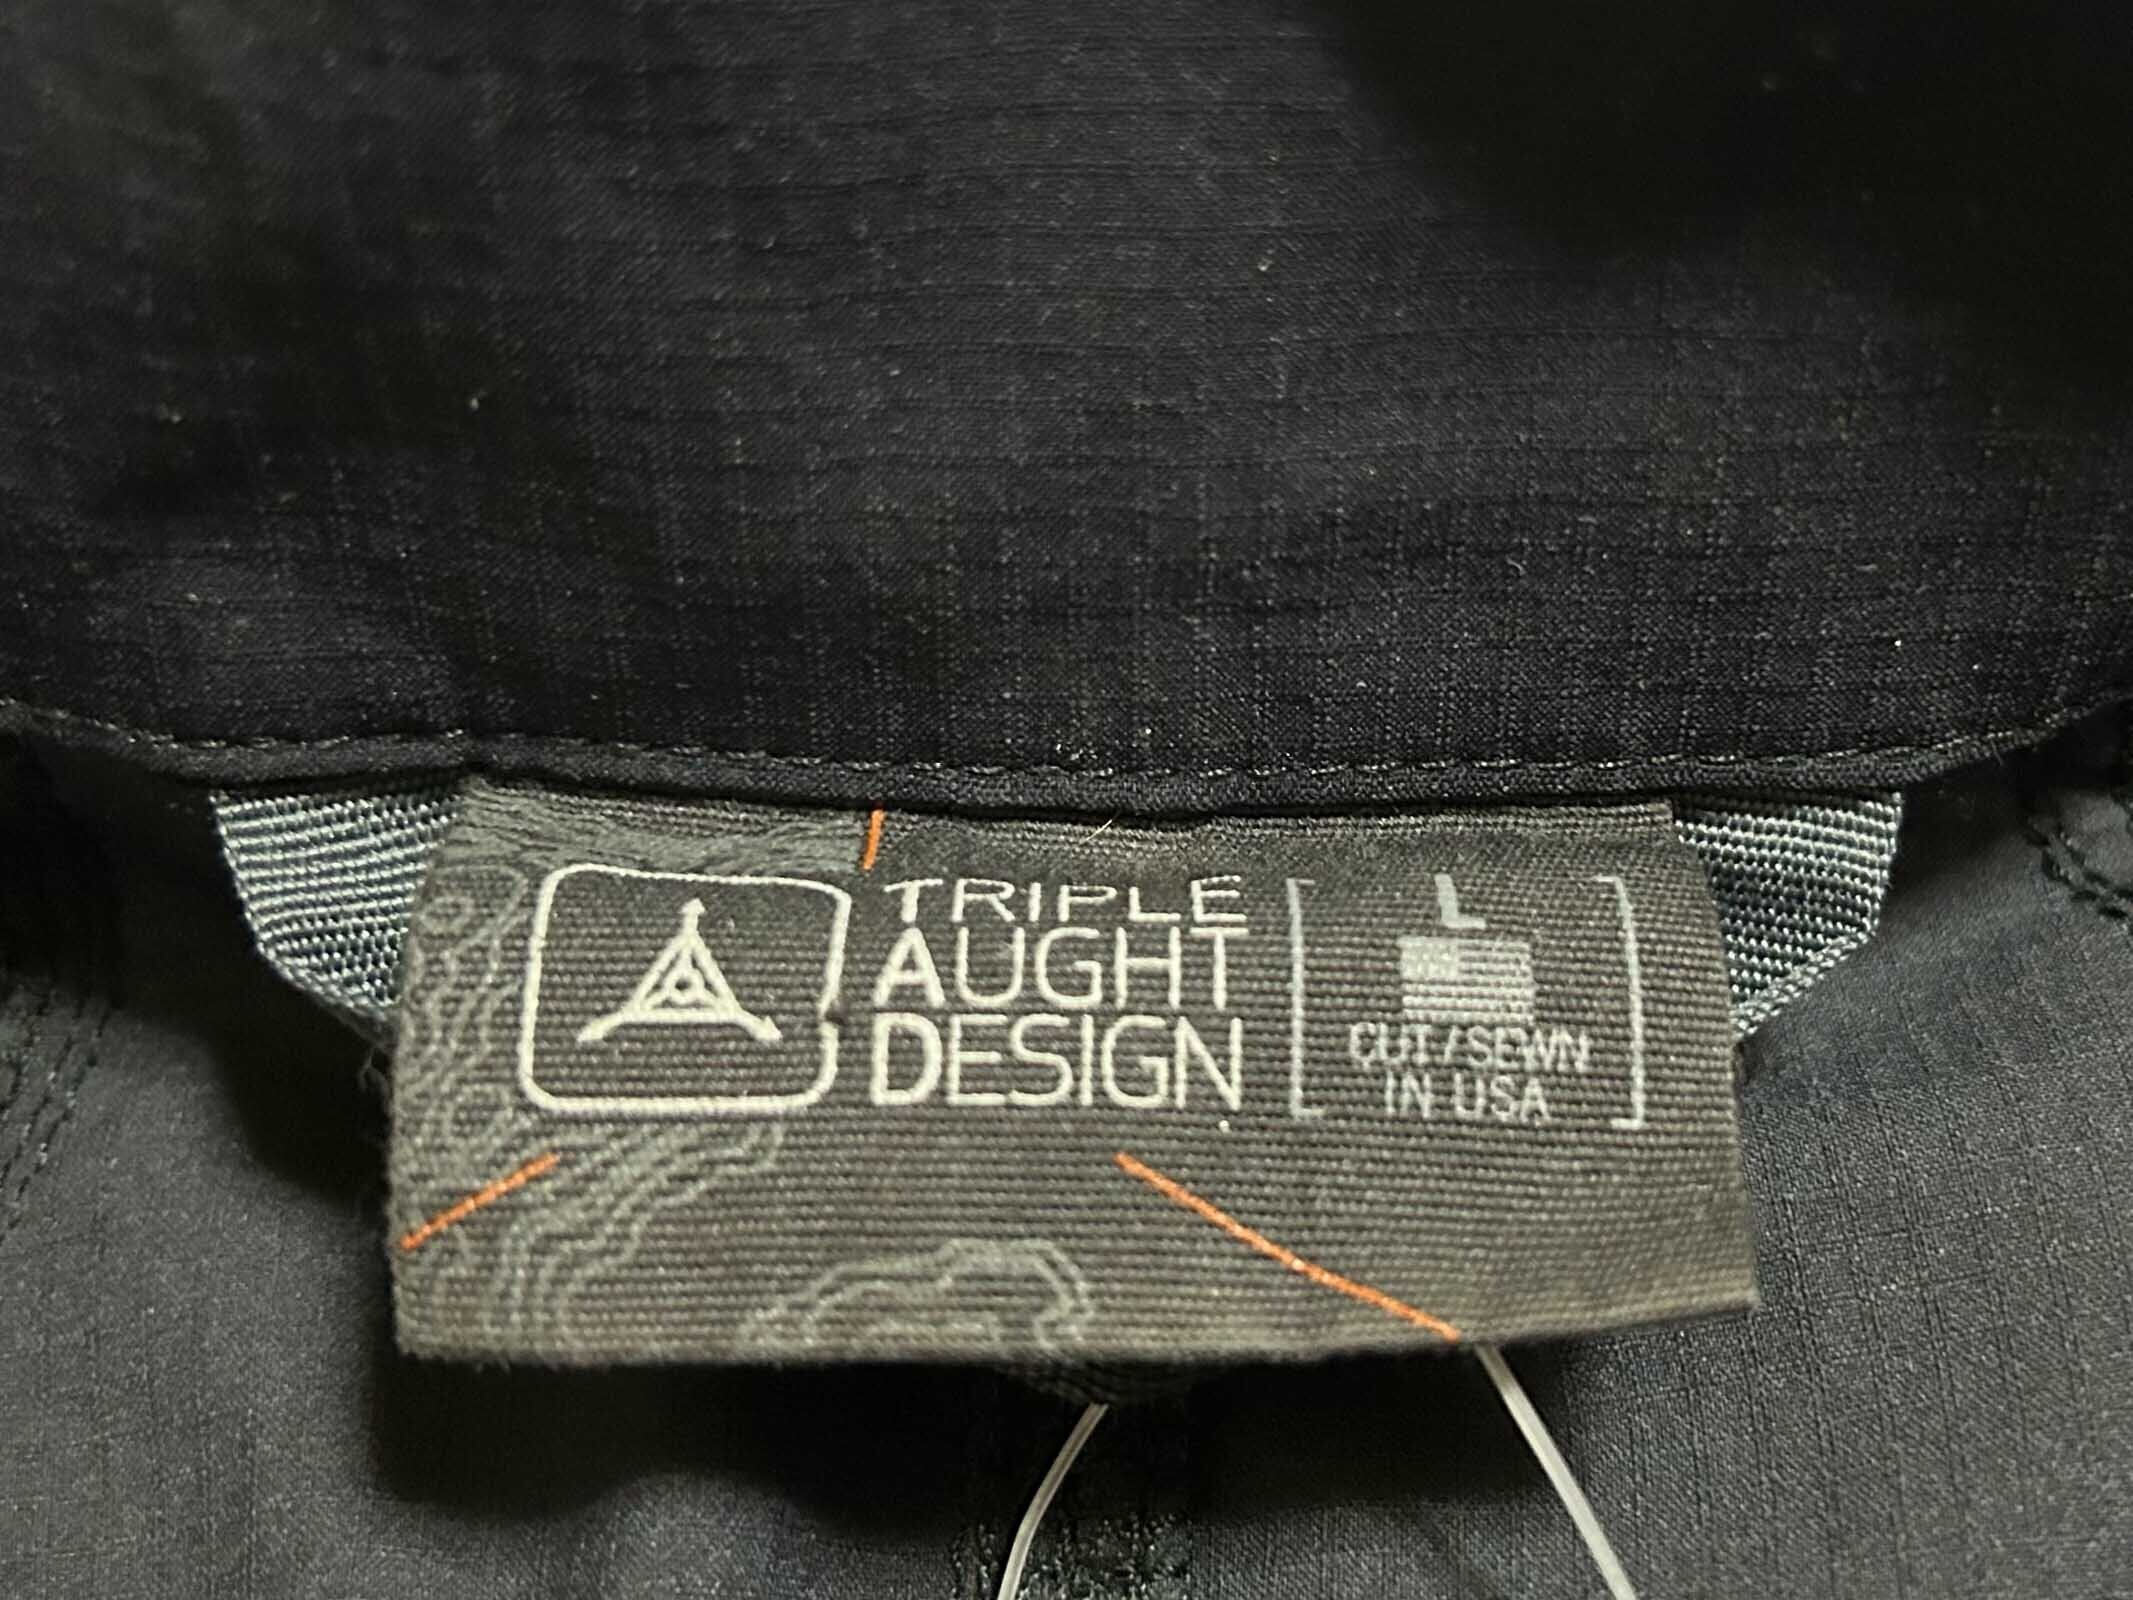 TRIPLE
AUGHT
DESIGN
L
CUT/SEWN
IN USA